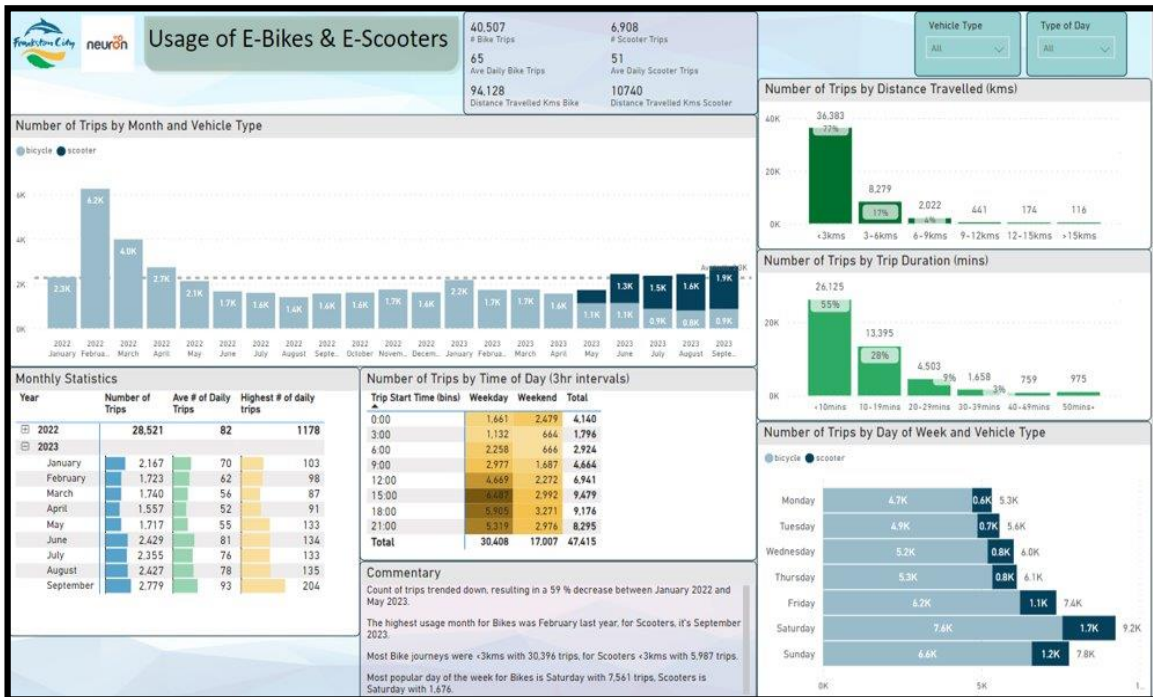 Frankston City
neuron
Usage of E-Bikes & E-Scooters
40,507
# Bike Trips
6,908
# Scooter Trips
65
Ave Daily Bike Trips
51
Ave Daily Scooter Trips
94,128
Distance Travelled Kms Bike
10740
Distance Travelled Kms Scooter
Vehicle Type
All
Type of Day
All
Number of Trips by Month and Vehicle Type
bicycle scooter
6K
4K
2K
0K
2.3K 6.2K 4.0K 2.7K 2.1K 1.7K 1.6K 1.4K 1.6K 1.6K 1.7K 1.6K 2.2K 1.7K 1.7K 1.6K 1.1K 1.1K 0.9K 0.8K 0.9K
1.3K 1.5K 1.6K 1.9K
2022 2022 2022 2022 2022 2022 2022 2022 2022 2022 2022 2022 2023 2023 2023 2023 2023 2023 2023 2023 2023
January Februa... March April May June July August Septe... October Novem... Decem... January Februa... March April May June July August Septe...
Number of Trips by Distance Travelled (kms)
40K
20K
0K
36,383 8,279 2,022 441 174 116
77% 17% 4%
<3kms 3-6kms 6-9kms 9-12kms 12-15kms >15kms
Number of Trips by Trip Duration (mins)
20K
0K
26,125 13,395 4,503 1,658 759 975
55% 28% 9% 3%
<10mins 10-19mins 20-29mins 30-39mins 40-49mins 50mins+
Monthly Statistics
Year Number of Trips Ave # of Daily Trips Highest # of daily trips
2022 28,521 82 1178
2023
January 2,167 70 103
February 1,723 62 98
March 1,740 56 87
April 1,557 52 91
May 1,717 55 133
June 2,429 81 134
July 2,355 76 133
August 2,427 78 135
September 2,779 93 204
Number of Trips by Time of Day (3hr intervals)
Trip Start Time (bins) Weekday Weekend Total
0:00 1,661 2,479 4,140
3:00 1,132 664 1,796
6:00 2,258 666 2,924
9:00 2,977 1,687 4,664
12:00 4,669 2,272 6,941
15:00 6,487 2,992 9,479
18:00 5,905 3,271 9,176
21:00 5,319 2,976 8,295
Total 30,408 17,007 47,415
Commentary
Count of trips trended down, resulting in a 59 % decrease between January 2022 and
May 2023.
The highest usage month for Bikes was February last year, for Scooters, it's September
2023.
Most Bike journeys were <3kms with 30,396 trips, for Scooters <3kms with 5,987 trips.
Most popular day of the week for Bikes is Saturday with 7,561 trips, Scooters is
Saturday with 1,676.
Number of Trips by Day of Week and Vehicle Type
bicycle scooter
Monday 4.7K 0.6K 5.3K
Tuesday 4.9K 0.7K 5.6K
Wednesday 5.2K 0.8K 6.0K
Thursday 5.3K 0.8K 6.1K
Friday 6.2K 1.1K 7.4K
Saturday 7.6K 1.7K 9.2K
Sunday 6.6K 1.2K 7.8K
0K 5K 1...